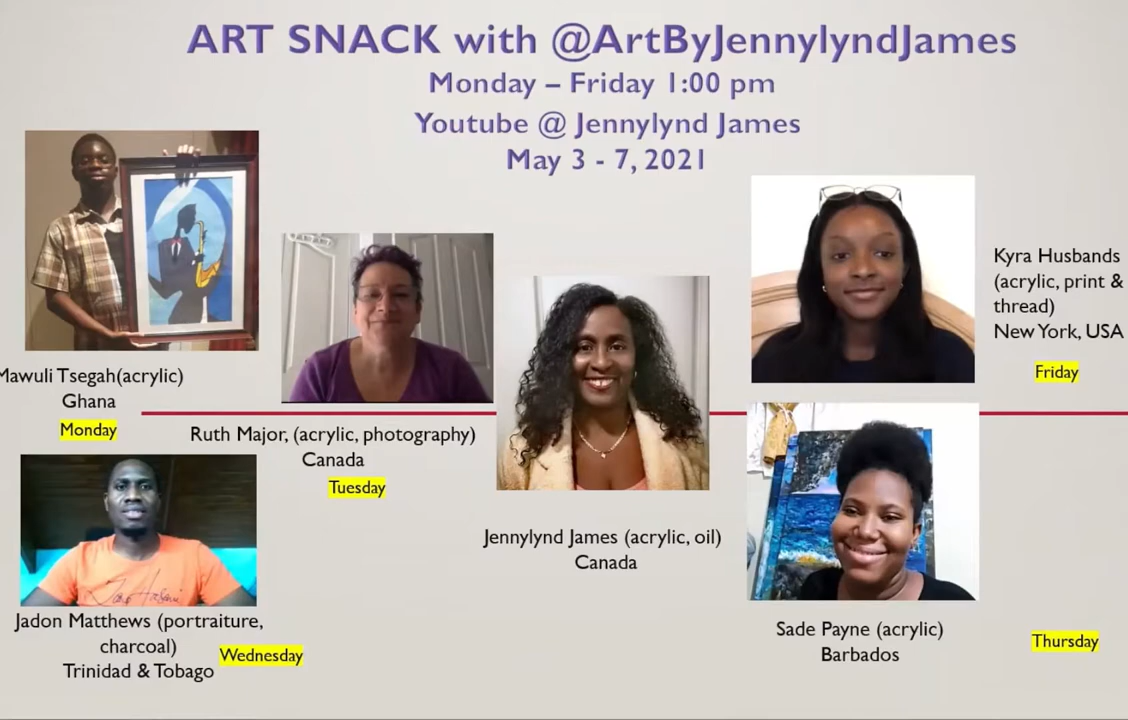 ART SNACK with @ArtByJennylyndJames
Monday – Friday 1:00 pm
Youtube @ Jennylynd James
May 3 - 7, 2021
Mawuli Tsegah(acrylic)
Ghana
Monday
Ruth Major, (acrylic, photography)
Canada
Tuesday
Jadon Matthews (portraiture,
charcoal)
Trinidad & Tobago
Wednesday
Jennylynd James (acrylic, oil)
Canada
Kyra Husbands
(acrylic, print &
thread)
New York, USA
Friday
Sade Payne (acrylic)
Barbados
Thursday